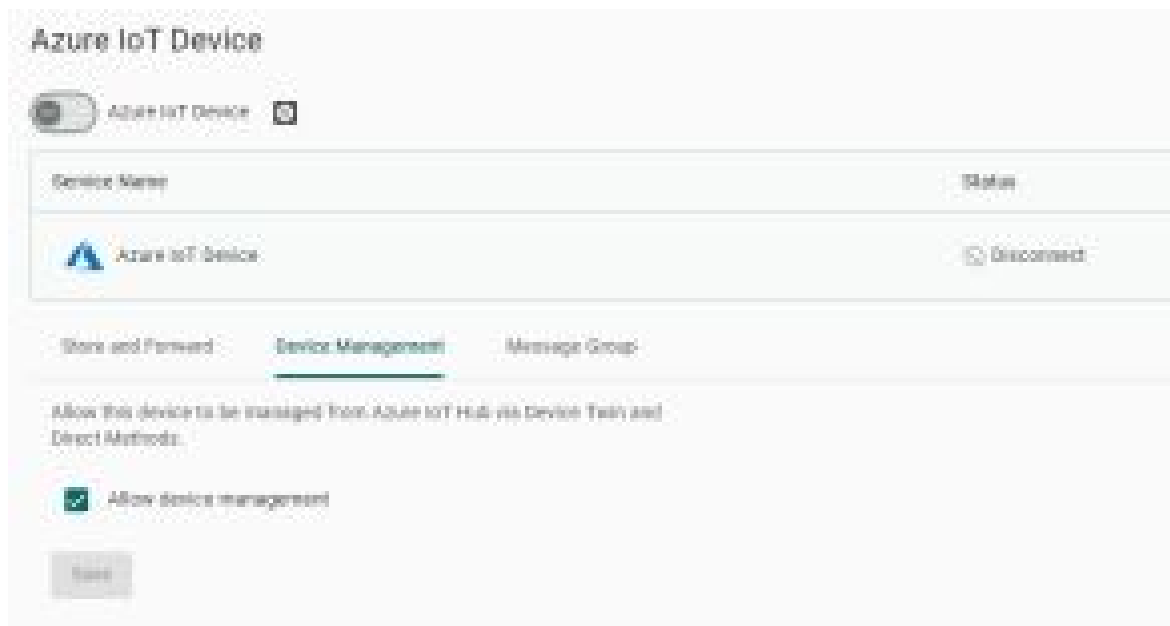 Azure IoT Device
Azure IoT Device
Service Name
Status
Azure IoT Device
Disconnect
Store and Forward
Device Management
Message Group
Allow this device to be managed from Azure IoT Hub via Device Twin and
Direct Methods.
Allow device management
Save